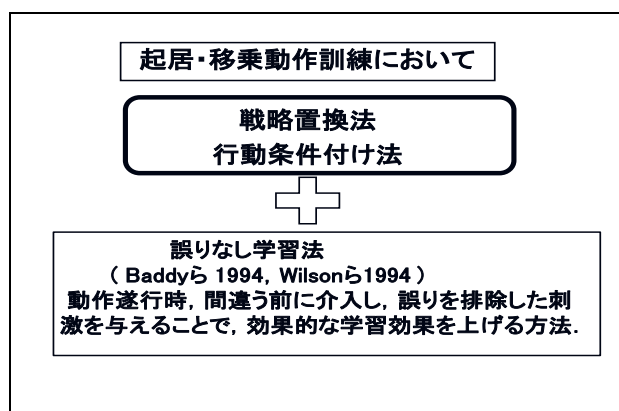 起居・移乗動作訓練において
戦略置換法
行動条件付け法
誤りなし学習法
( Baddyら 1994, Wilsonら1994 )
動作遂行時, 間違う前に介入し, 誤りを排除した刺
激を与えることで, 効果的な学習効果を上げる方法.